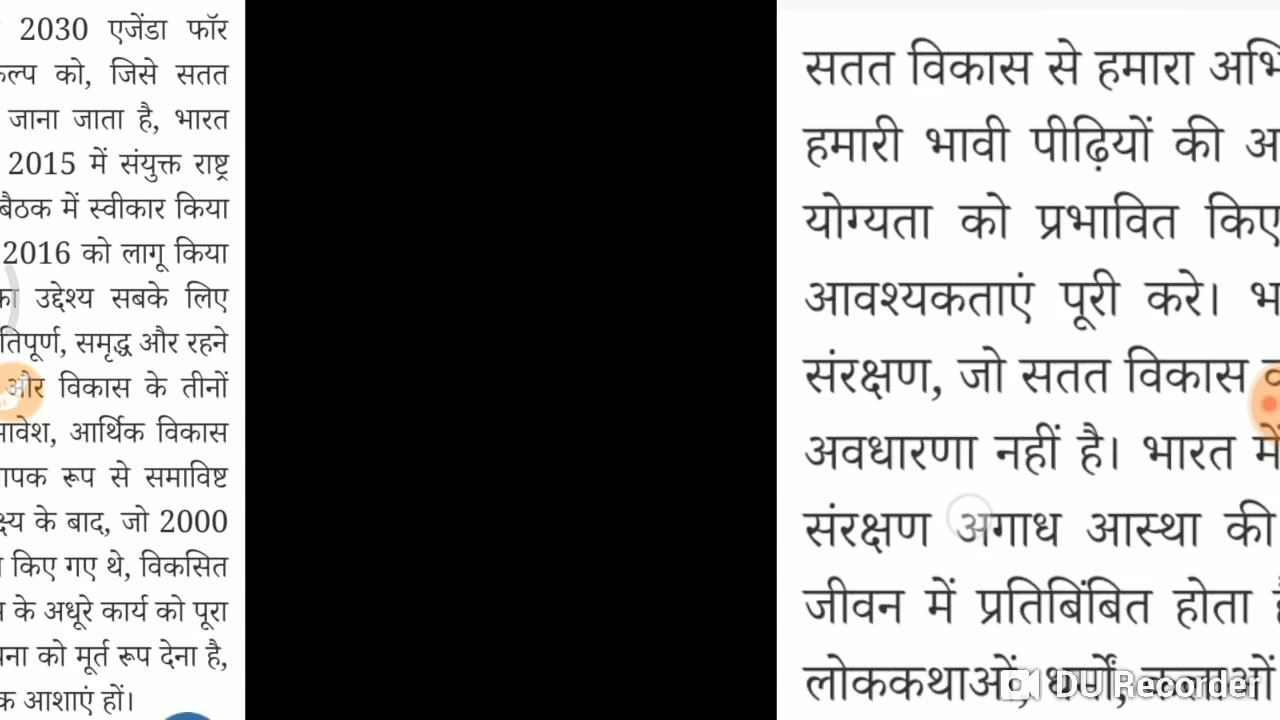 2030 एजेंडा फॉर
को, जिसे सतत
जाना जाता है, भारत
2015 में संयुक्त राष्ट्र
बैठक में स्वीकार किया
2016 को लागू किया
उद्देश्य सबके लिए
समृद्ध और रहने
और विकास के तीनों
आर्थिक विकास
रूप से समाविष्ट
के बाद, जो 2000
किए गए थे, विकसित
के अधूरे कार्य को पूरा
को मूर्त रूप देना है,
आशाएं हों।
सतत विकास से हमारा
हमारी भावी पीढ़ियों की
योग्यता को प्रभावित किए
आवश्यकताएं पूरी करे।
संरक्षण, जो सतत विकास
अवधारणा नहीं है। भारत में
संरक्षण अगाध आस्था की
जीवन में प्रतिबिंबित होता
लोककथाओं, धर्मों, कलाओं
DU Recorder